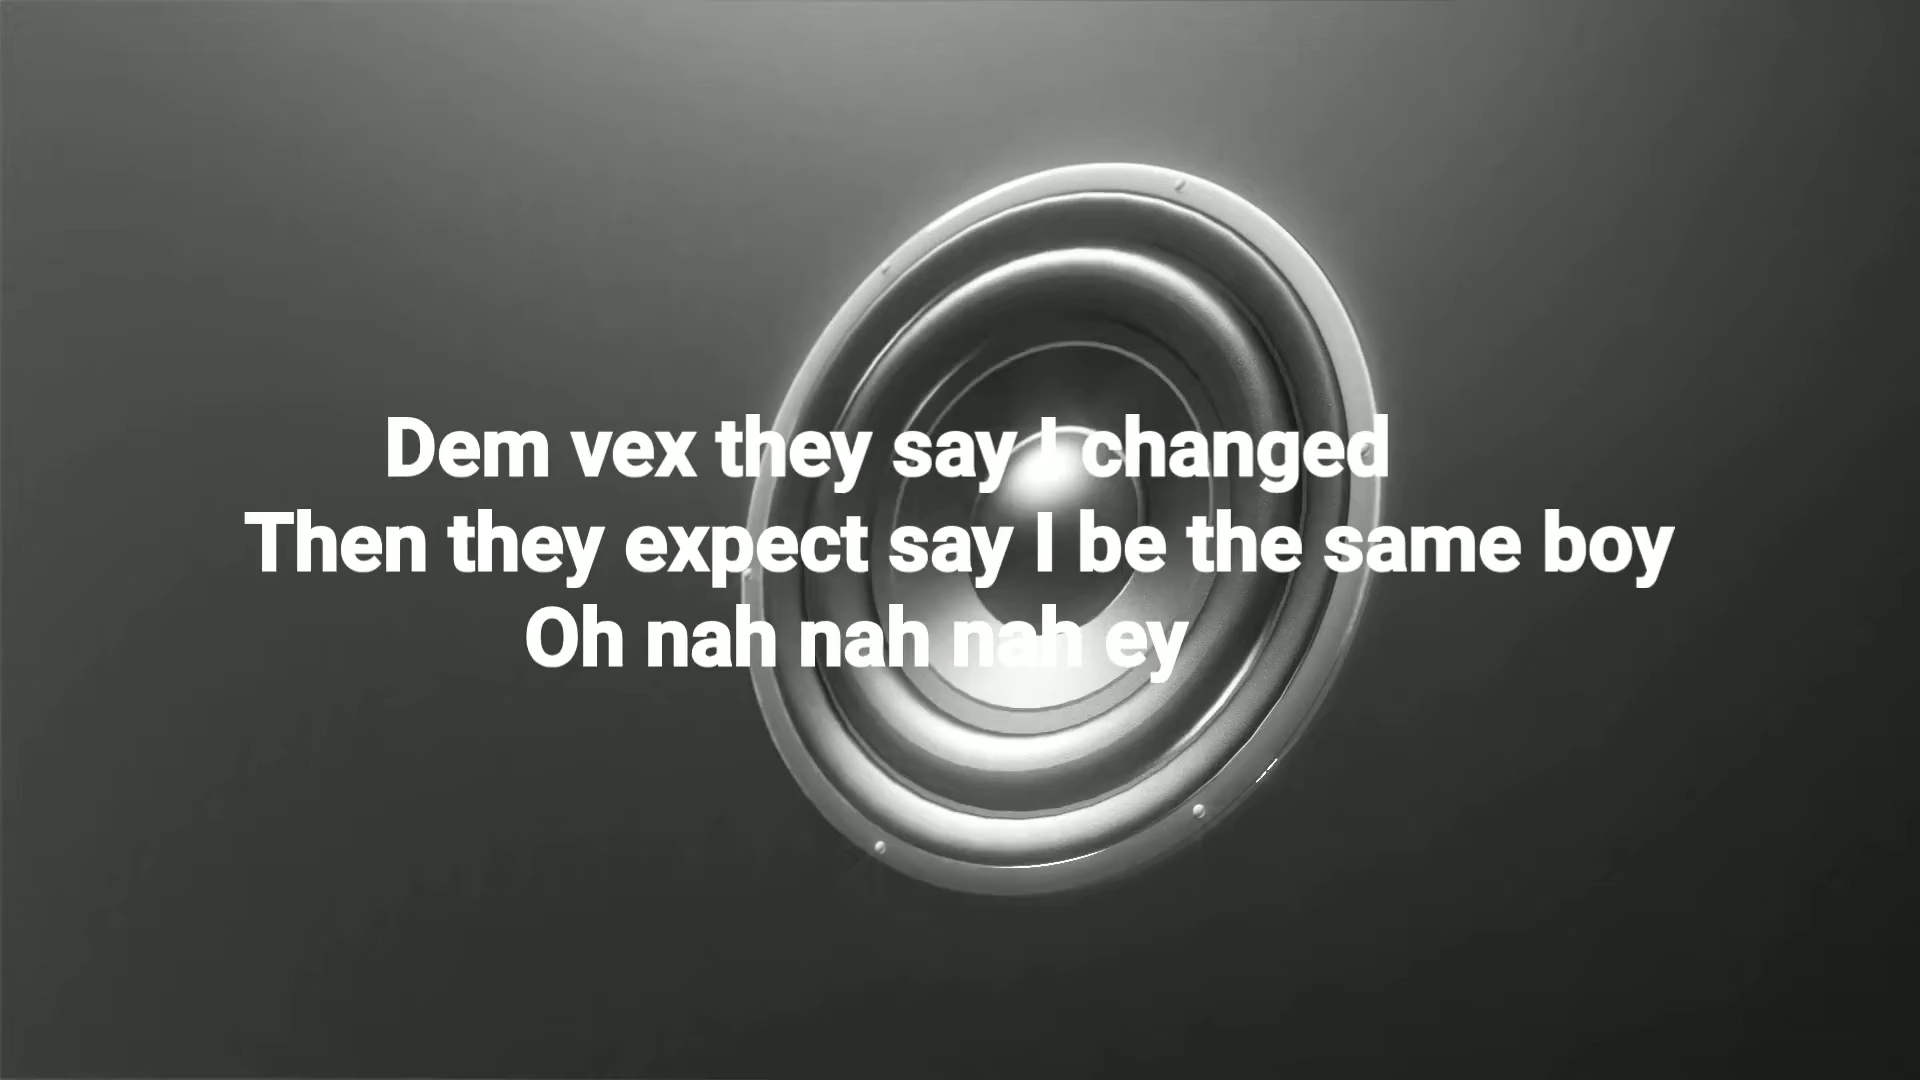 Dem vex they say I changed
Then they expect say I be the same boy
Oh nah nah nah ey